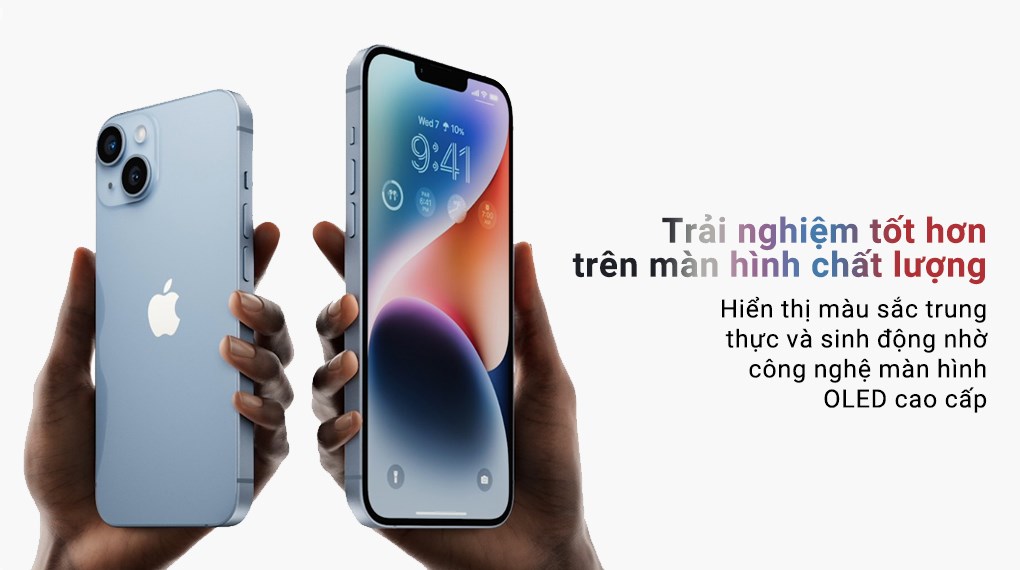 Wed 7 10%
9:41
Trải nghiệm tốt hơn
trên màn hình chất lượng
Hiển thị màu sắc trung
thực và sinh động nhờ
công nghệ màn hình
OLED cao cấp